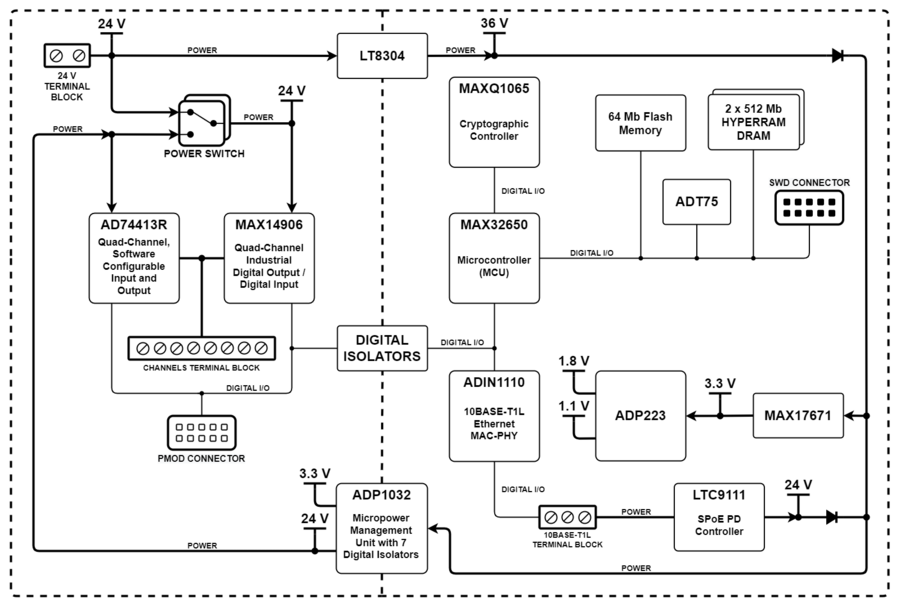 24 V
36 V
POWER
LT8304
POWER
24 V
TERMINAL
BLOCK
24 V
POWER
POWER
POWER SWITCH
MAXQ1065
Cryptographic
Controller
64 Mb Flash
Memory
2 x 512 Mb
HYPERRAM
DRAM
DIGITAL I/O
ADT75
SWD CONNECTOR
AD74413R
Quad-Channel,
Software
Configurable
Input and
Output
MAX14906
Quad-Channel
Industrial
Digital Output /
Digital Input
MAX32650
Microcontroller
(MCU)
DIGITAL I/O
CHANNELS TERMINAL BLOCK
DIGITAL
ISOLATORS
DIGITAL I/O
DIGITAL I/O
PMOD CONNECTOR
ADIN1110
10BASE-T1L
Ethernet
MAC-PHY
1.8 V
1.1 V
ADP223
3.3 V
MAX17671
3.3 V
24 V
ADP1032
Micropower
Management
Unit with 7
Digital Isolators
POWER
DIGITAL I/O
10BASE-T1L
TERMINAL BLOCK
POWER
LTC9111
SPoE PD
Controller
24 V
POWER